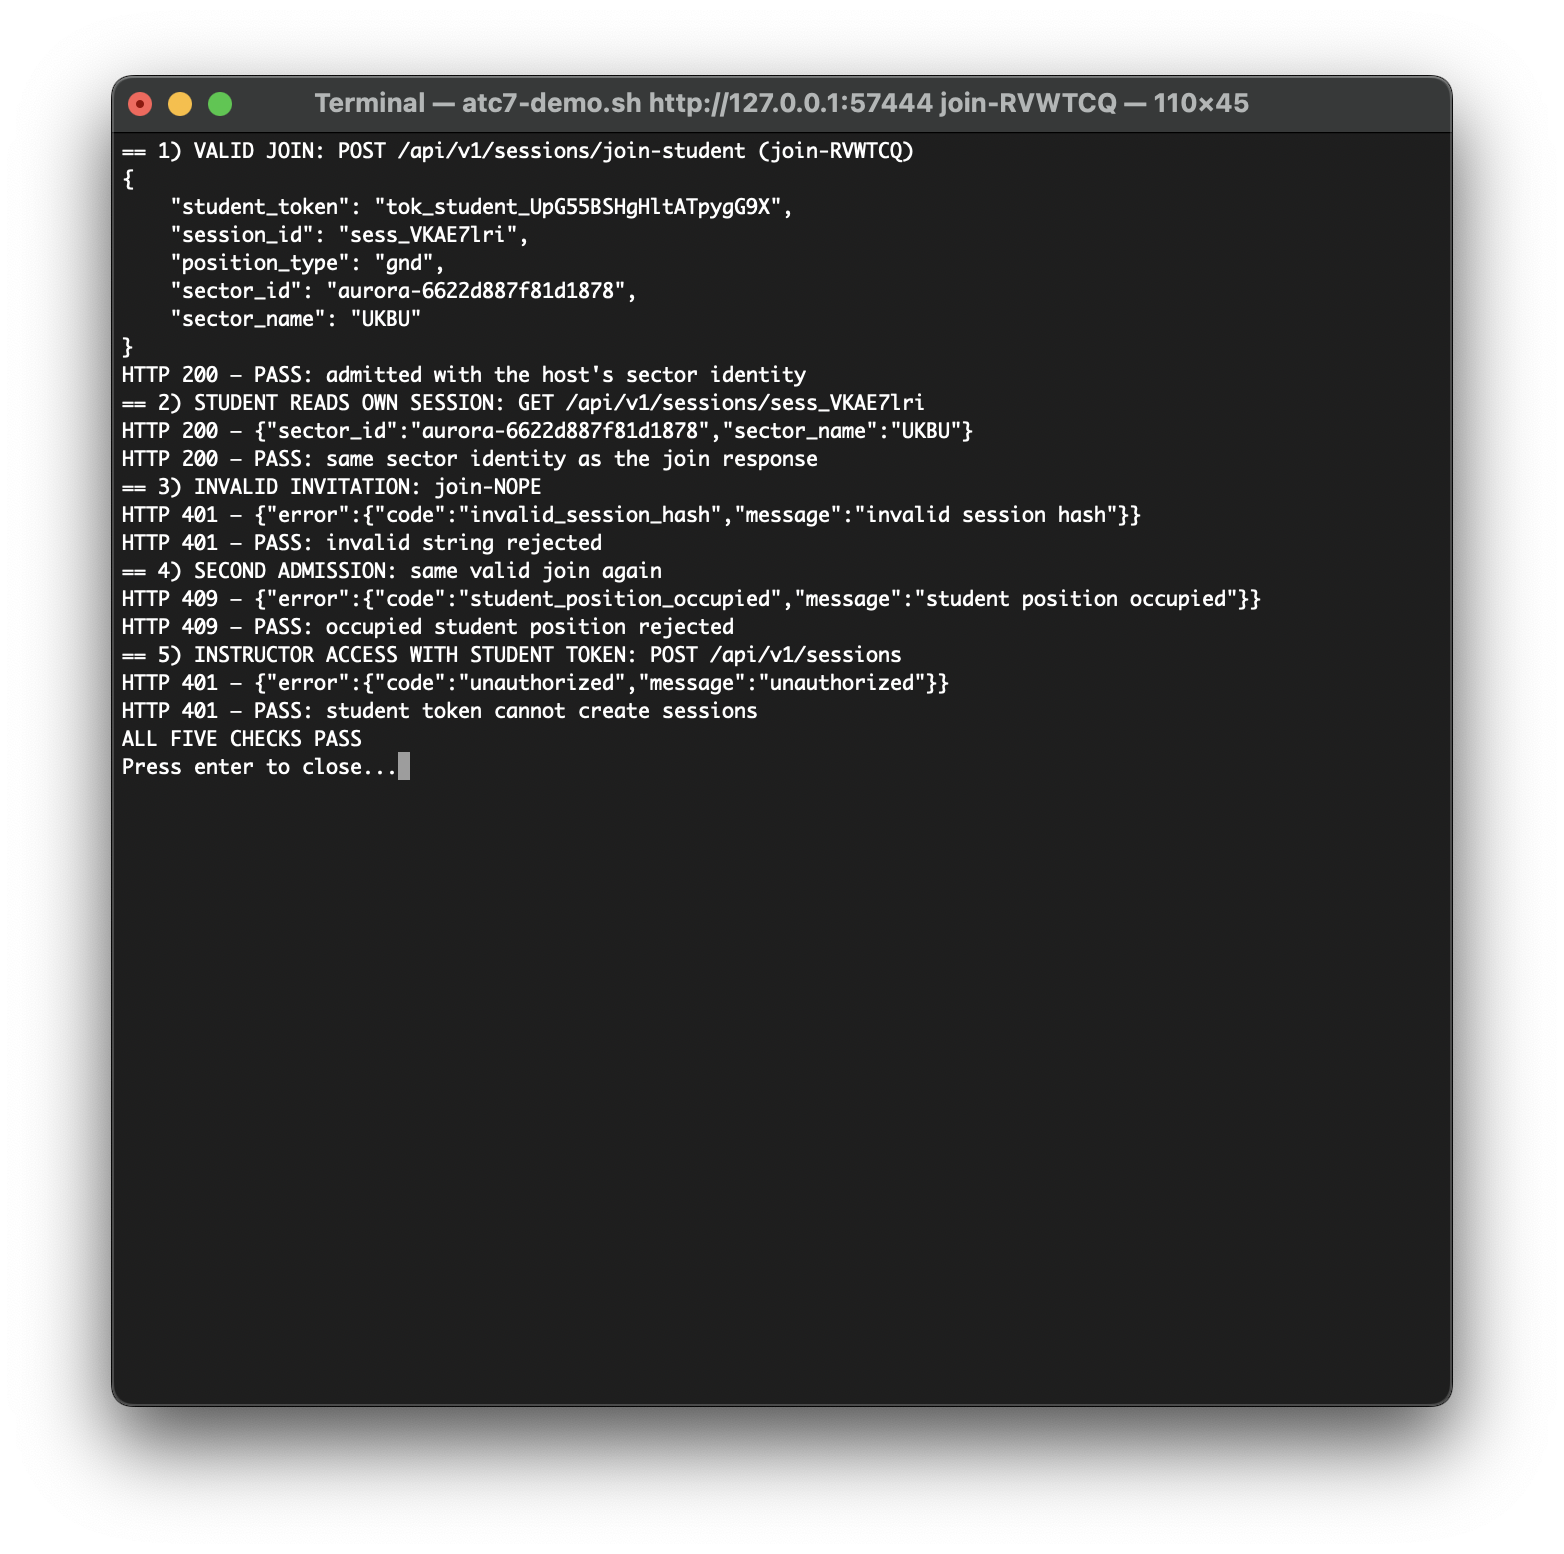 Terminal — atc7-demo.sh http://127.0.0.1:57444 join-RVWTCQ — 110×45
== 1) VALID JOIN: POST /api/v1/sessions/join-student (join-RVWTCQ)
{
    "student_token": "tok_student_UpG55BSHgHltATpygG9X",
    "session_id": "sess_VKAE7lri",
    "position_type": "gnd",
    "sector_id": "aurora-6622d887f81d1878",
    "sector_name": "UKBU"
}
HTTP 200 — PASS: admitted with the host's sector identity
== 2) STUDENT READS OWN SESSION: GET /api/v1/sessions/sess_VKAE7lri
HTTP 200 — {"sector_id":"aurora-6622d887f81d1878","sector_name":"UKBU"}
HTTP 200 — PASS: same sector identity as the join response
== 3) INVALID INVITATION: join-NOPE
HTTP 401 — {"error":{"code":"invalid_session_hash","message":"invalid session hash"}}
HTTP 401 — PASS: invalid string rejected
== 4) SECOND ADMISSION: same valid join again
HTTP 409 — {"error":{"code":"student_position_occupied","message":"student position occupied"}}
HTTP 409 — PASS: occupied student position rejected
== 5) INSTRUCTOR ACCESS WITH STUDENT TOKEN: POST /api/v1/sessions
HTTP 401 — {"error":{"code":"unauthorized","message":"unauthorized"}}
HTTP 401 — PASS: student token cannot create sessions
ALL FIVE CHECKS PASS
Press enter to close...